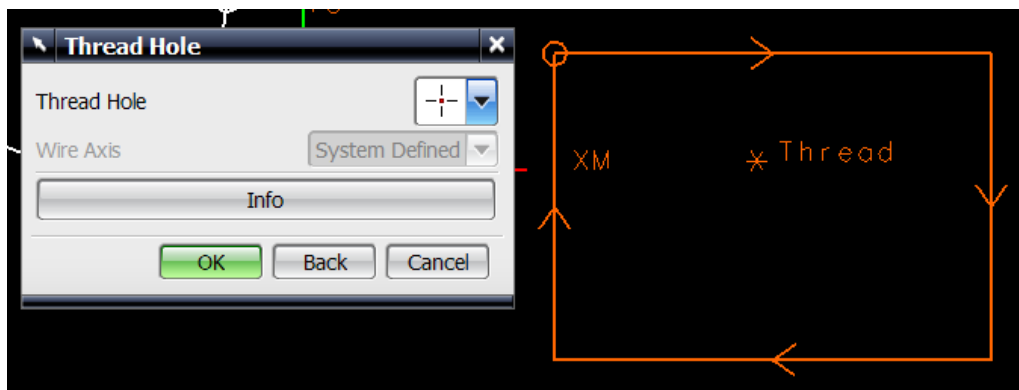 Thread Hole
Thread Hole
Wire Axis System Defined
Info
OK Back Cancel
XM
Thread